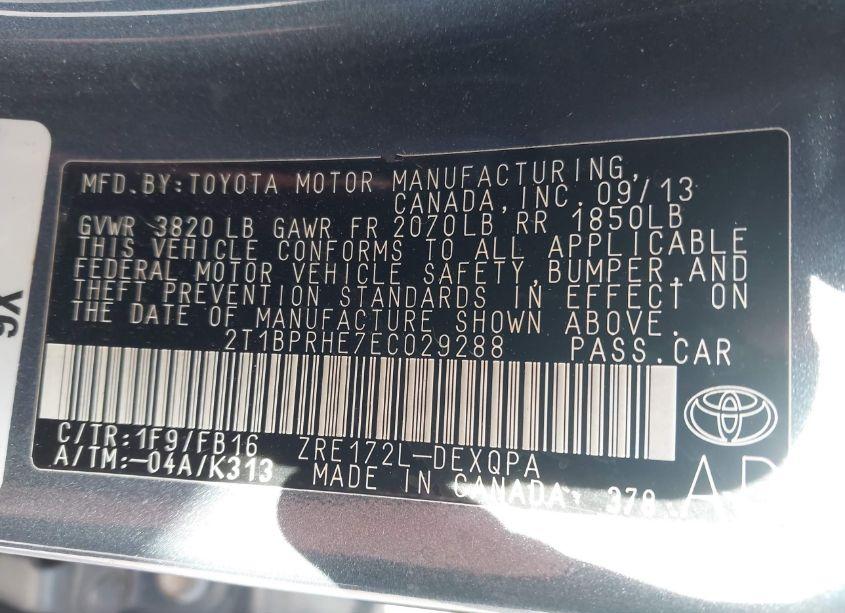 MFD.BY:TOYOTA MOTOR MANUFACTURING,
CANADA,INC. 09/13
GVWR 3820 LB GAWR FR 2070LB RR 1850LB
THIS VEHICLE CONFORMS TO ALL APPLICABLE
FEDERAL MOTOR VEHICLE SAFETY,BUMPER,AND
THEFT PREVENTION STANDARDS IN EFFECT ON
THE DATE OF MANUFACTURE SHOWN ABOVE.
2T1BPRHE7EC029288 PASS.CAR
C/TR:1F9/FB16 ZRE172L-DEXQPA
A/TM:-04A/K313 MADE IN CANADA